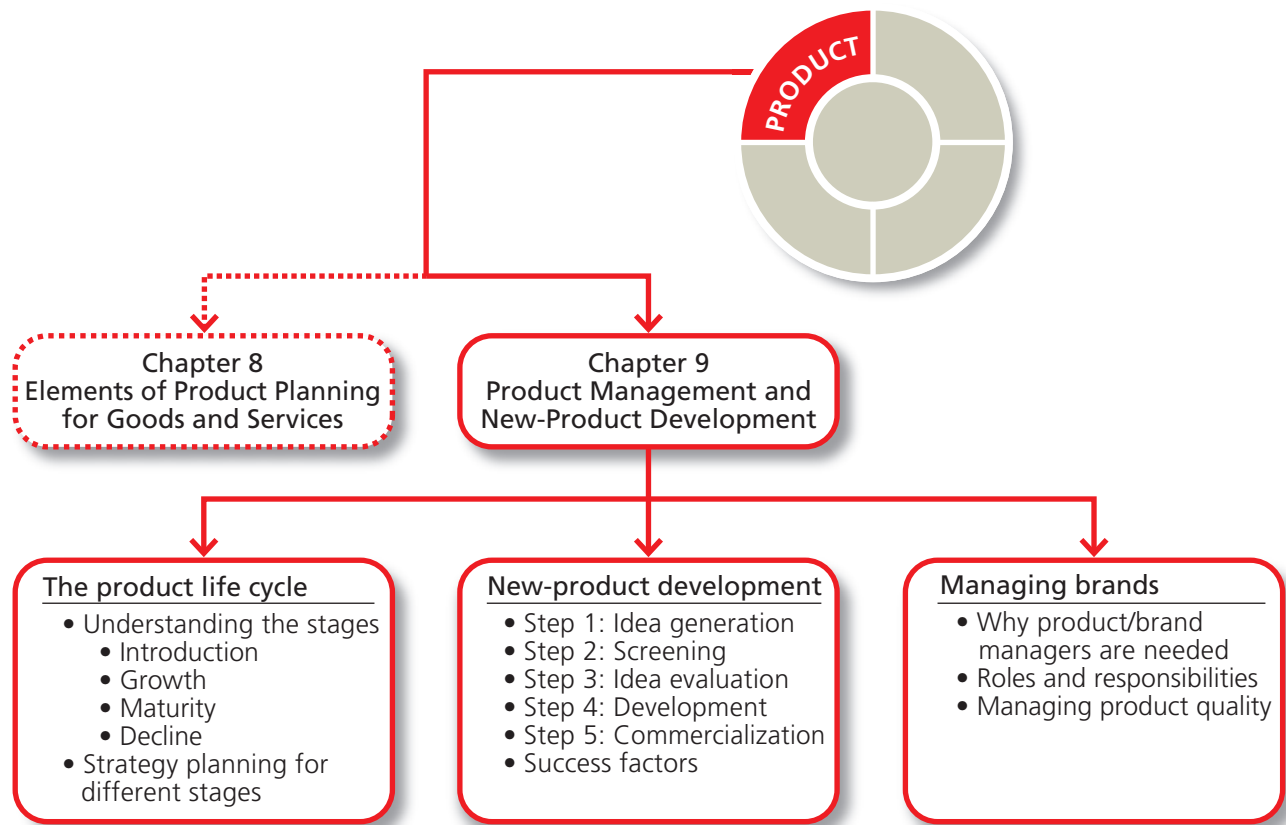 PRODUCT
Chapter 8
Elements of Product Planning
for Goods and Services
Chapter 9
Product Management and
New-Product Development
The product life cycle
• Understanding the stages
• Introduction
• Growth
• Maturity
• Decline
• Strategy planning for
different stages
New-product development
• Step 1: Idea generation
• Step 2: Screening
• Step 3: Idea evaluation
• Step 4: Development
• Step 5: Commercialization
• Success factors
Managing brands
• Why product/brand
managers are needed
• Roles and responsibilities
• Managing product quality